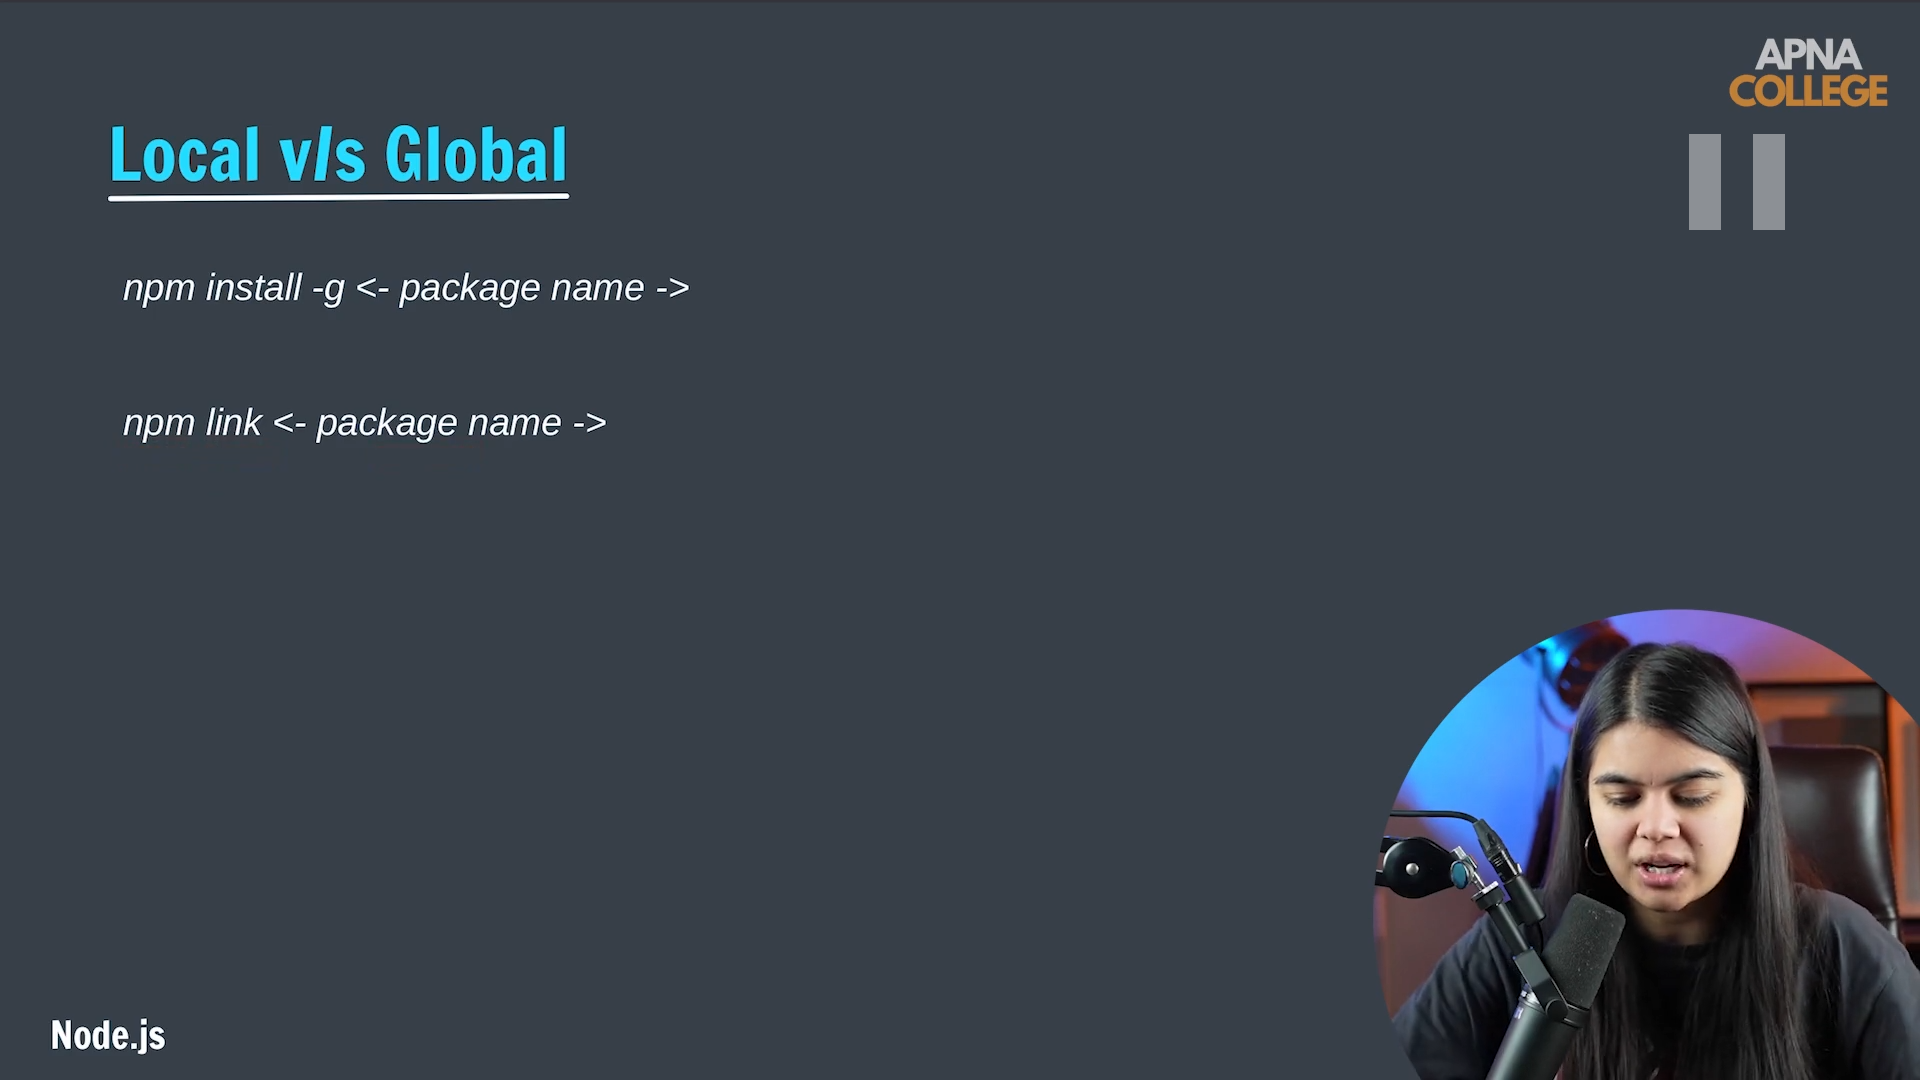 APNA
COLLEGE
Local v/s Global
npm install -g <- package name ->
npm link <- package name ->
Node.js